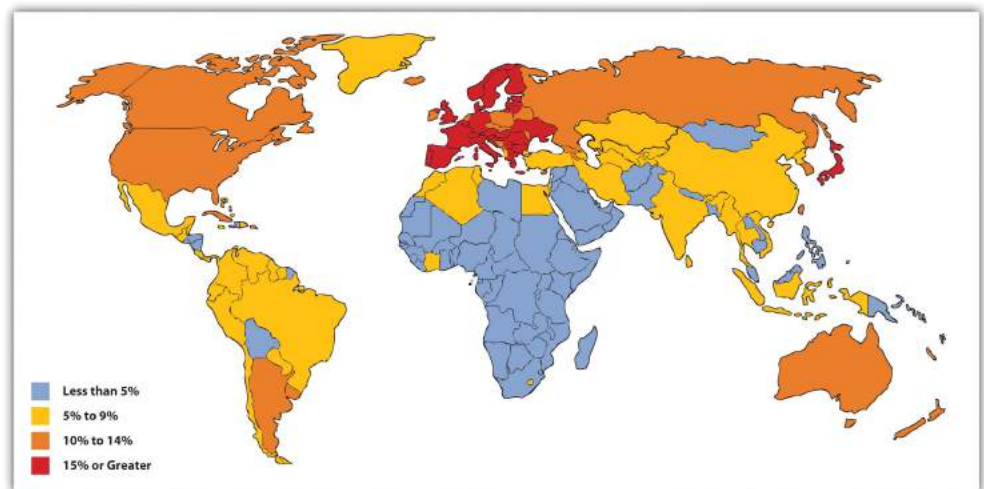 Less than 5%
5% to 9%
10% to 14%
15% or Greater